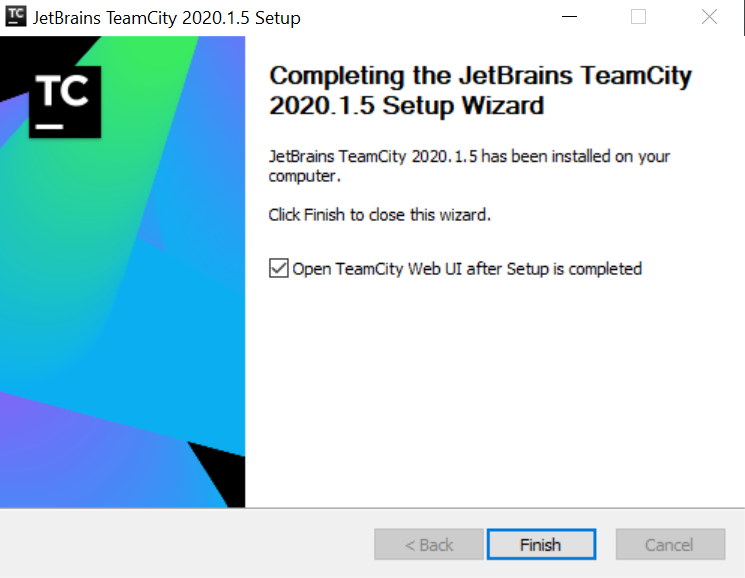 TC JetBrains TeamCity 2020.1.5 Setup
TC
Completing the JetBrains TeamCity
2020.1.5 Setup Wizard
JetBrains TeamCity 2020.1.5 has been installed on your
computer.
Click Finish to close this wizard.
Open TeamCity Web UI after Setup is completed
< Back Finish Cancel